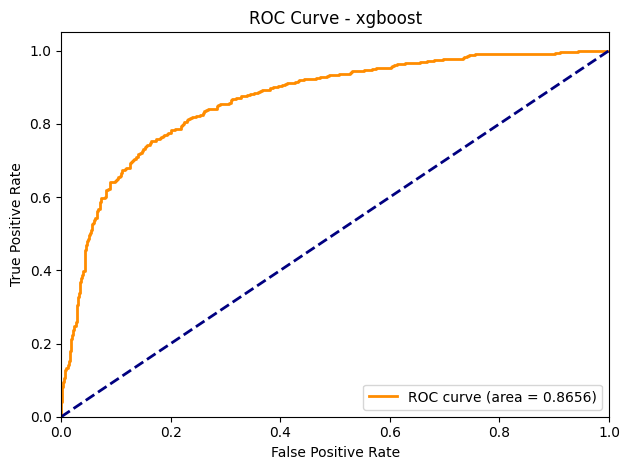 ROC Curve - xgboost
1.0
0.8
0.6
0.4
0.2
0.0
True Positive Rate
ROC curve (area = 0.8656)
0.0 0.2 0.4 0.6 0.8 1.0
False Positive Rate